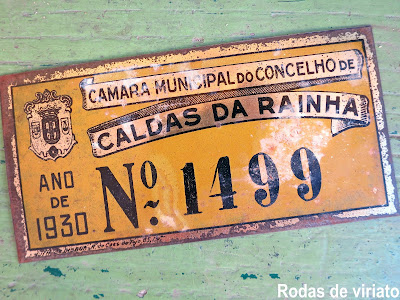 CAMARA MUNICIPAL DO CONCELHO DE
CALDAS DA RAINHA
ANO
DE
1930
Nº 1499
Rodas de viriato